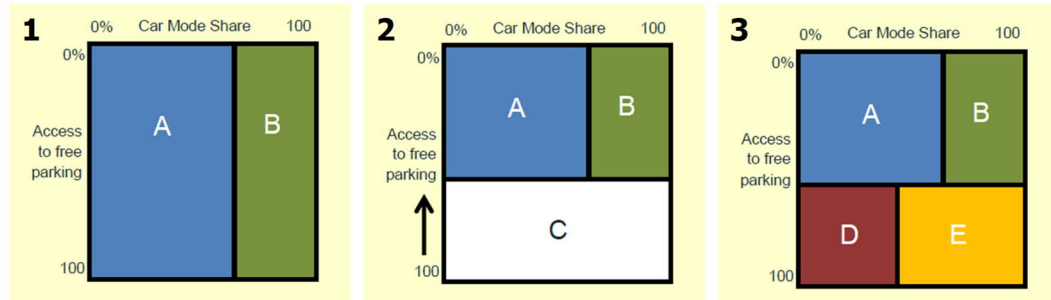 1
0% Car Mode Share 100
0%
A B
Access
to free
parking
100
2
0% Car Mode Share 100
0%
A B
Access
to free
parking
C
100
3
0% Car Mode Share 100
0%
A B
Access
to free
parking
D E
100